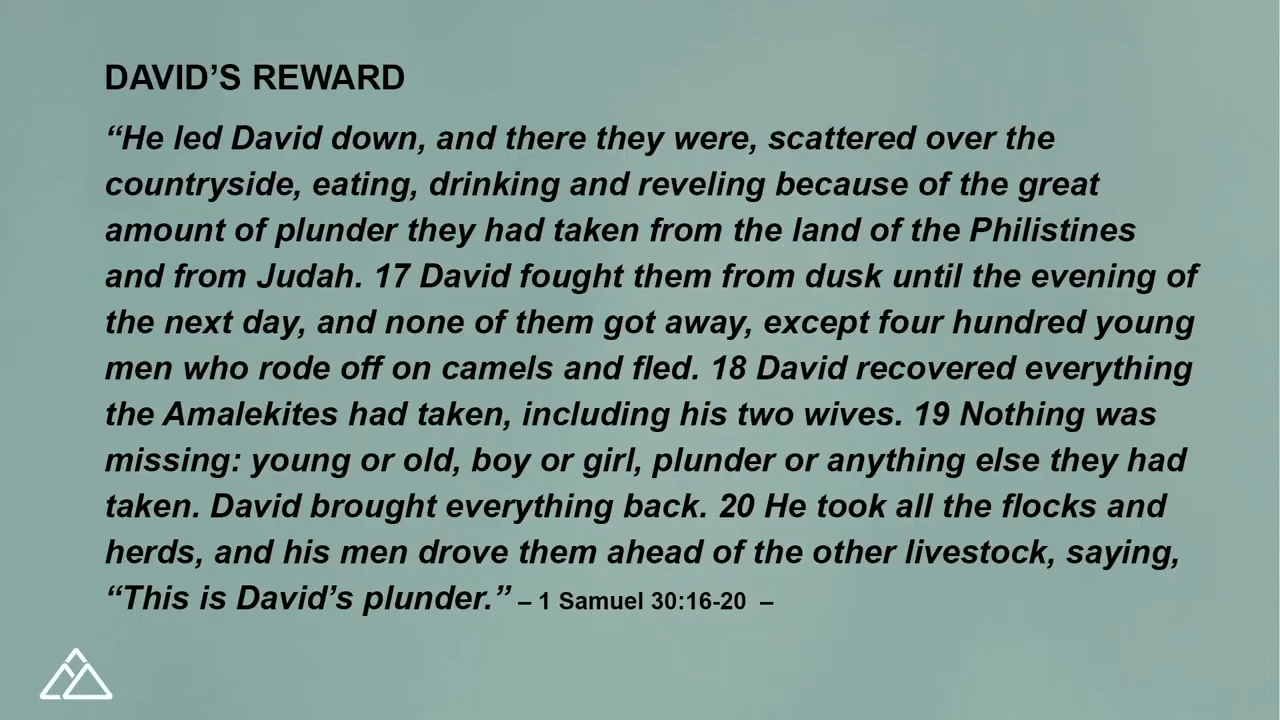 DAVID’S REWARD
“He led David down, and there they were, scattered over the
countryside, eating, drinking and reveling because of the great
amount of plunder they had taken from the land of the Philistines
and from Judah. 17 David fought them from dusk until the evening of
the next day, and none of them got away, except four hundred young
men who rode off on camels and fled. 18 David recovered everything
the Amalekites had taken, including his two wives. 19 Nothing was
missing: young or old, boy or girl, plunder or anything else they had
taken. David brought everything back. 20 He took all the flocks and
herds, and his men drove them ahead of the other livestock, saying,
“This is David’s plunder.” – 1 Samuel 30:16-20 –